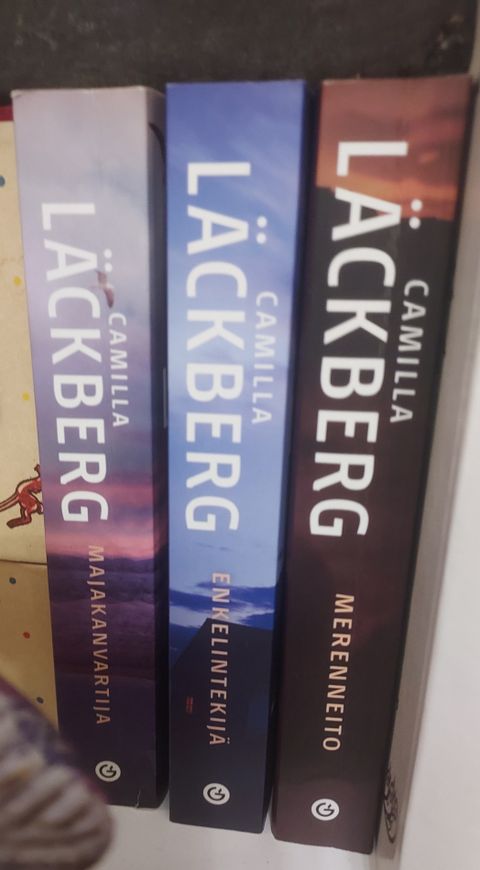 CAMILLA
LÄCKBERG
MAJAKANVARTIJA
CAMILLA
LÄCKBERG
ENKELINTEKIJÄ
CAMILLA
LÄCKBERG
MERENNEITO